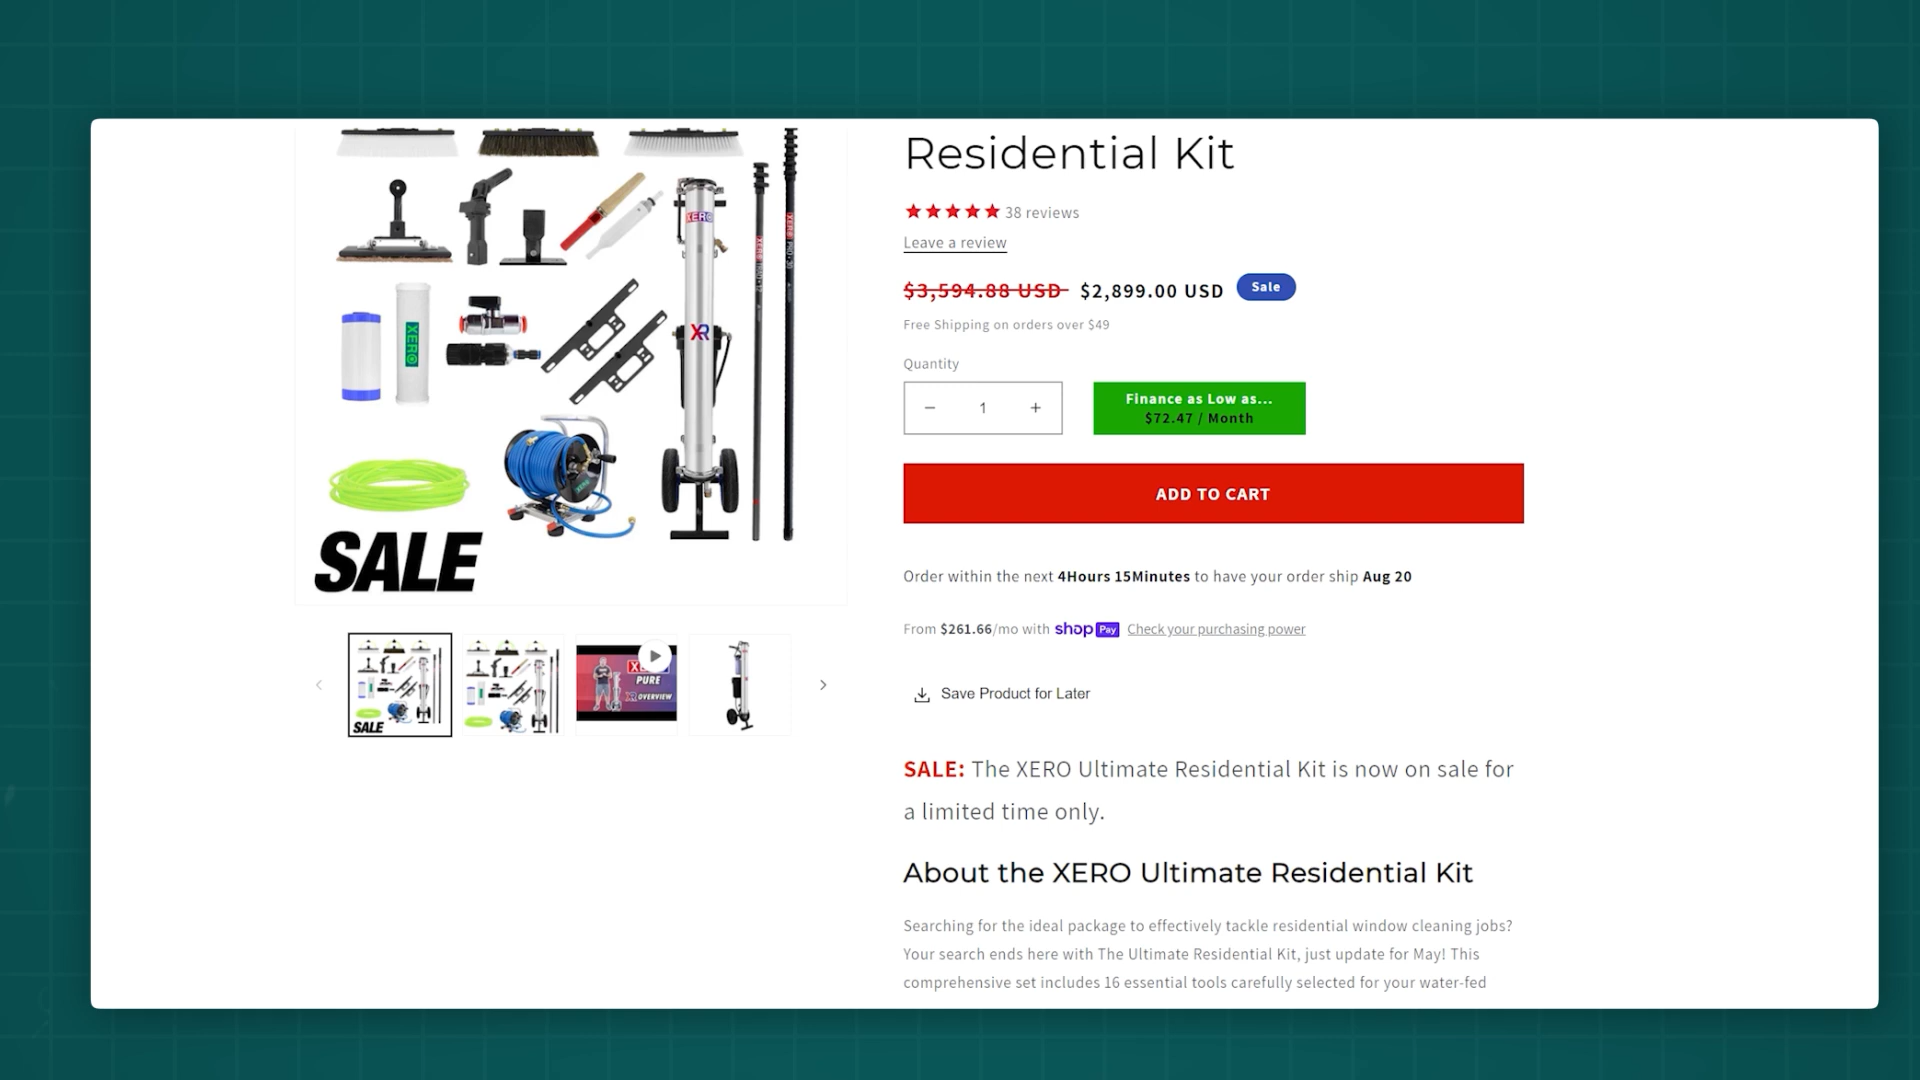 Residential Kit
38 reviews
Leave a review
$3,594.88 USD $2,899.00 USD Sale
Free Shipping on orders over $49
Quantity
− 1 +
Finance as Low as...
$72.47 / Month
ADD TO CART
Order within the next 4Hours 15Minutes to have your order ship Aug 20
From $261.66/mo with shop Pay Check your purchasing power
Save Product for Later
SALE: The XERO Ultimate Residential Kit is now on sale for
a limited time only.
About the XERO Ultimate Residential Kit
Searching for the ideal package to effectively tackle residential window cleaning jobs?
Your search ends here with The Ultimate Residential Kit, just update for May! This
comprehensive set includes 16 essential tools carefully selected for your water-fed
XERO
XR
XERO
SALE
SALE
PURE
XR OVERVIEW